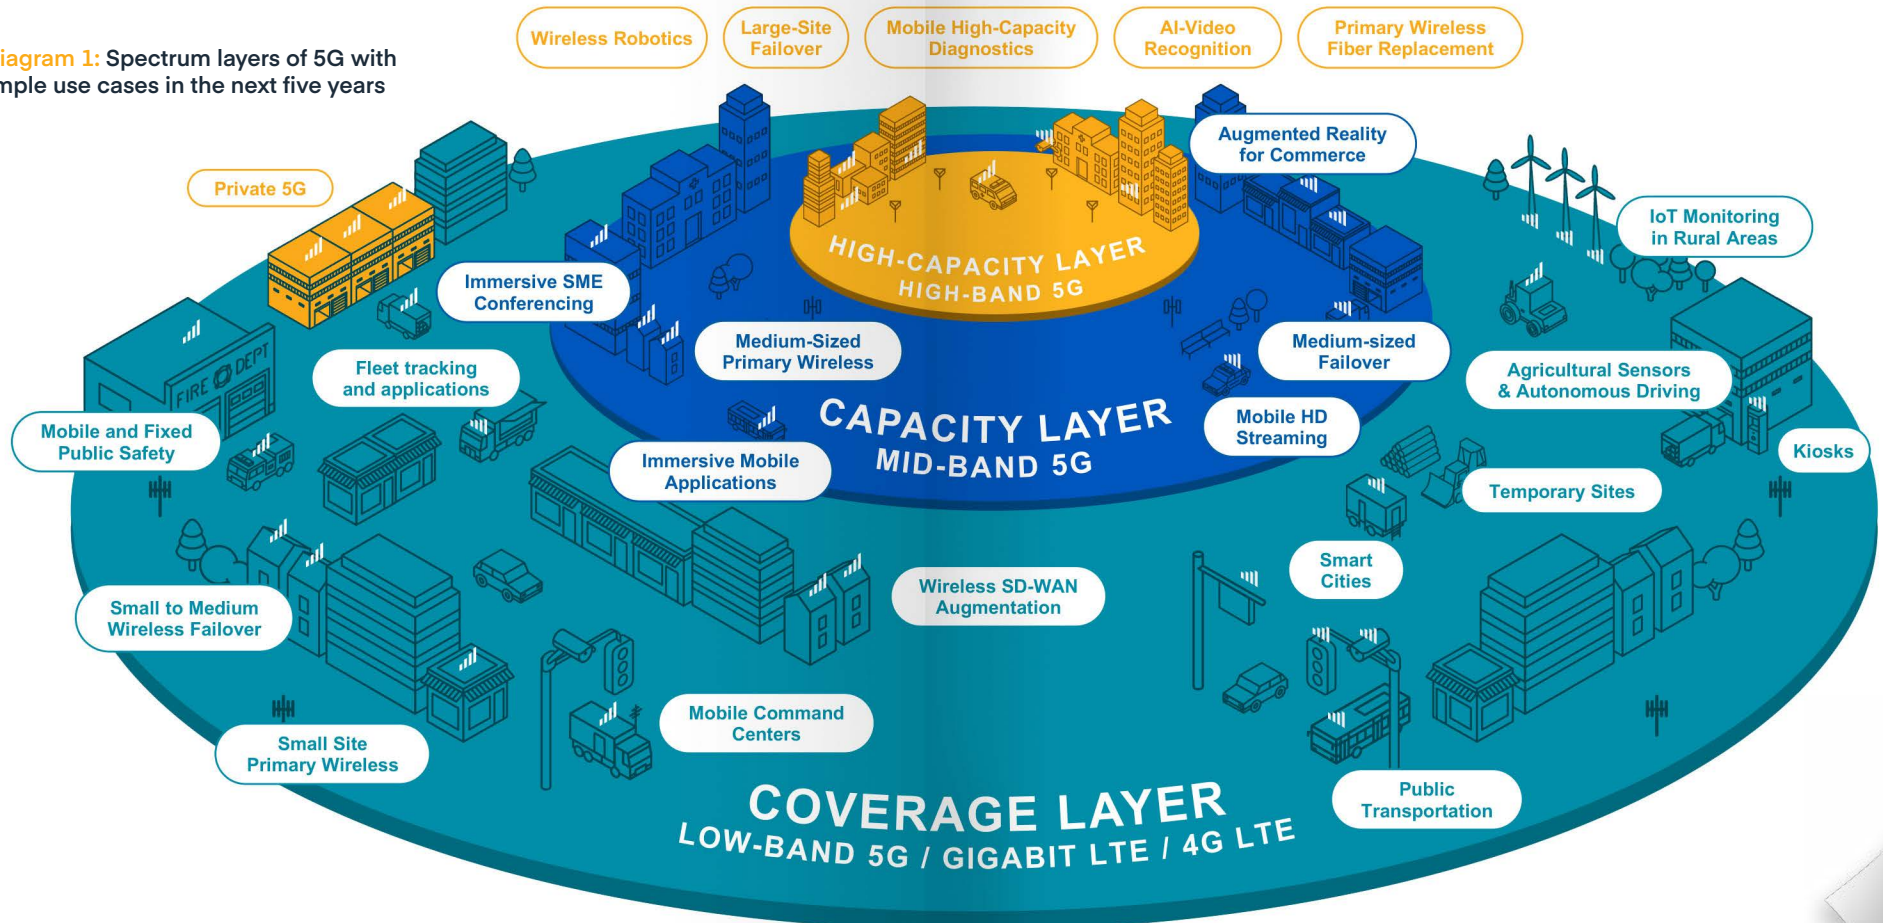 iagram 1: Spectrum layers of 5G with
mple use cases in the next five years
Wireless Robotics
Large-Site
Failover
Mobile High-Capacity
Diagnostics
AI-Video
Recognition
Primary Wireless
Fiber Replacement
Private 5G
Augmented Reality
for Commerce
IoT Monitoring
in Rural Areas
HIGH-CAPACITY LAYER
HIGH-BAND 5G
Immersive SME
Conferencing
Medium-Sized
Primary Wireless
Medium-sized
Failover
FIRE DEPT
Fleet tracking
and applications
Agricultural Sensors
& Autonomous Driving
Mobile and Fixed
Public Safety
CAPACITY LAYER
MID-BAND 5G
Mobile HD
Streaming
Kiosks
Immersive Mobile
Applications
Temporary Sites
Smart
Cities
Wireless SD-WAN
Augmentation
Small to Medium
Wireless Failover
Mobile Command
Centers
Small Site
Primary Wireless
Public
Transportation
COVERAGE LAYER
LOW-BAND 5G / GIGABIT LTE / 4G LTE